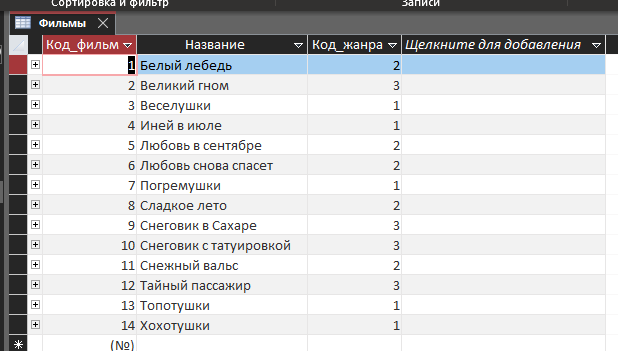 Сортировка и фильтр Записи
Фильмы
Код_фильм Название Код_жанра Щелкните для добавления
1 Белый лебедь 2
2 Великий гном 3
3 Веселушки 1
4 Иней в июле 1
5 Любовь в сентябре 2
6 Любовь снова спасет 2
7 Погремушки 1
8 Сладкое лето 2
9 Снеговик в Сахаре 3
10 Снеговик с татуировкой 3
11 Снежный вальс 2
12 Тайный пассажир 3
13 Топотушки 1
14 Хохотушки 1
(№)